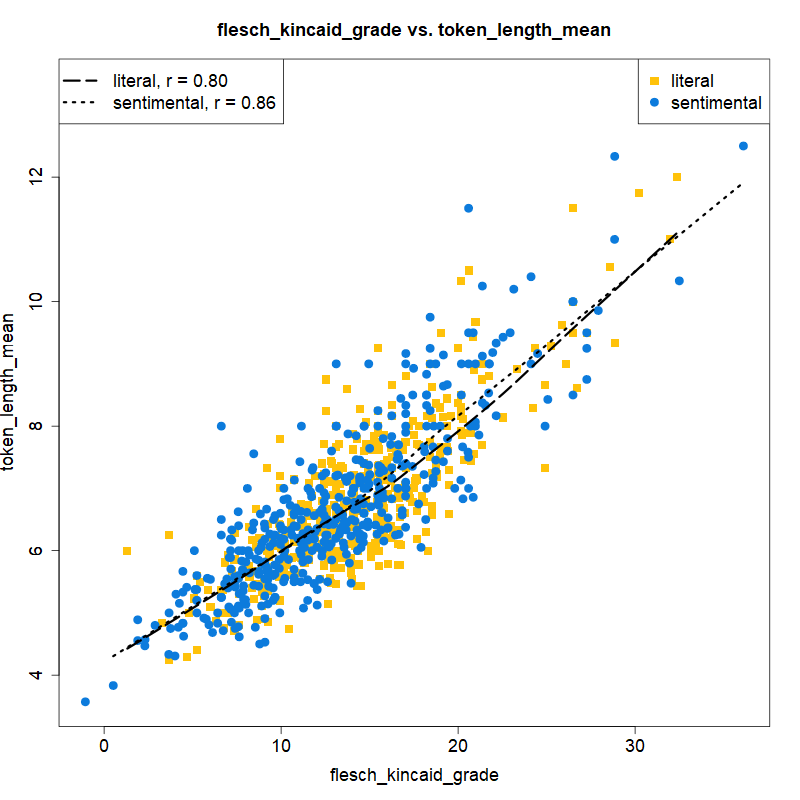 flesch_kincaid_grade vs. token_length_mean
literal, r = 0.80
sentimental, r = 0.86
literal
sentimental
token_length_mean
12
10
8
6
4
0
10
20
30
flesch_kincaid_grade